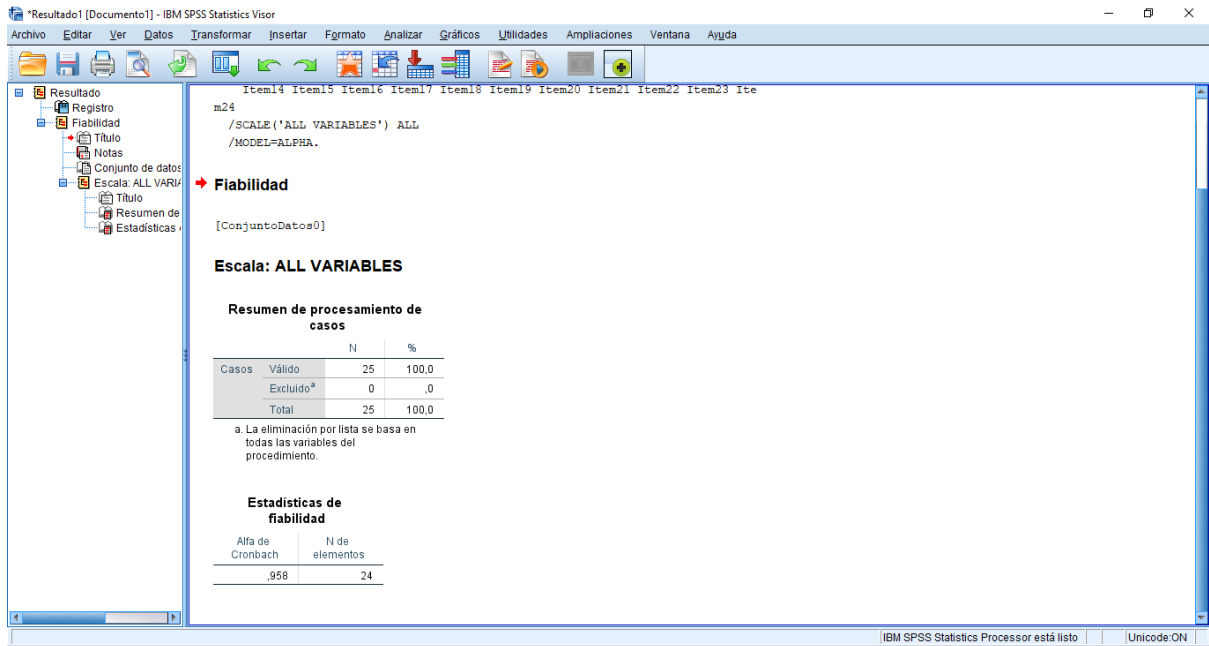 *Resultado1 [Documento1] - IBM SPSS Statistics Visor
Archivo Editar Ver Datos Transformar Insertar Formato Analizar Gráficos Utilidades Ampliaciones Ventana Ayuda
Resultado
Registro
Fiabilidad
Título
Notas
Conjunto de datos
Escala: ALL VARIA
Título
Resumen de
Estadísticas
Item14 Item15 Item16 Item17 Item18 Item19 Item20 Item21 Item22 Item23 Ite
m24
/SCALE('ALL VARIABLES') ALL
/MODEL=ALPHA.
Fiabilidad
[ConjuntoDatos0]
Escala: ALL VARIABLES
Resumen de procesamiento de
casos
N %
Casos Válido 25 100,0
Excluidoª 0 ,0
Total 25 100,0
a. La eliminación por lista se basa en
todas las variables del
procedimiento.
Estadísticas de
fiabilidad
Alfa de N de
Cronbach elementos
,958 24
IBM SPSS Statistics Processor está listo Unicode:ON